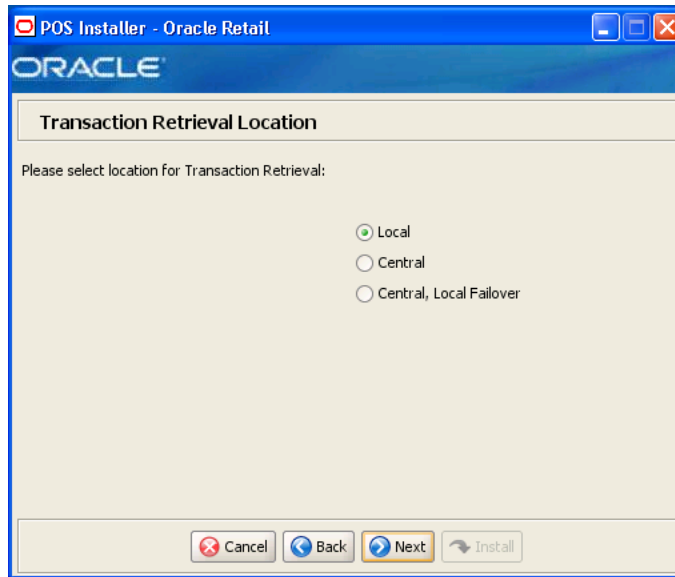 POS Installer - Oracle Retail
ORACLE
Transaction Retrieval Location
Please select location for Transaction Retrieval:
Local
Central
Central, Local Failover
Cancel Back Next Install